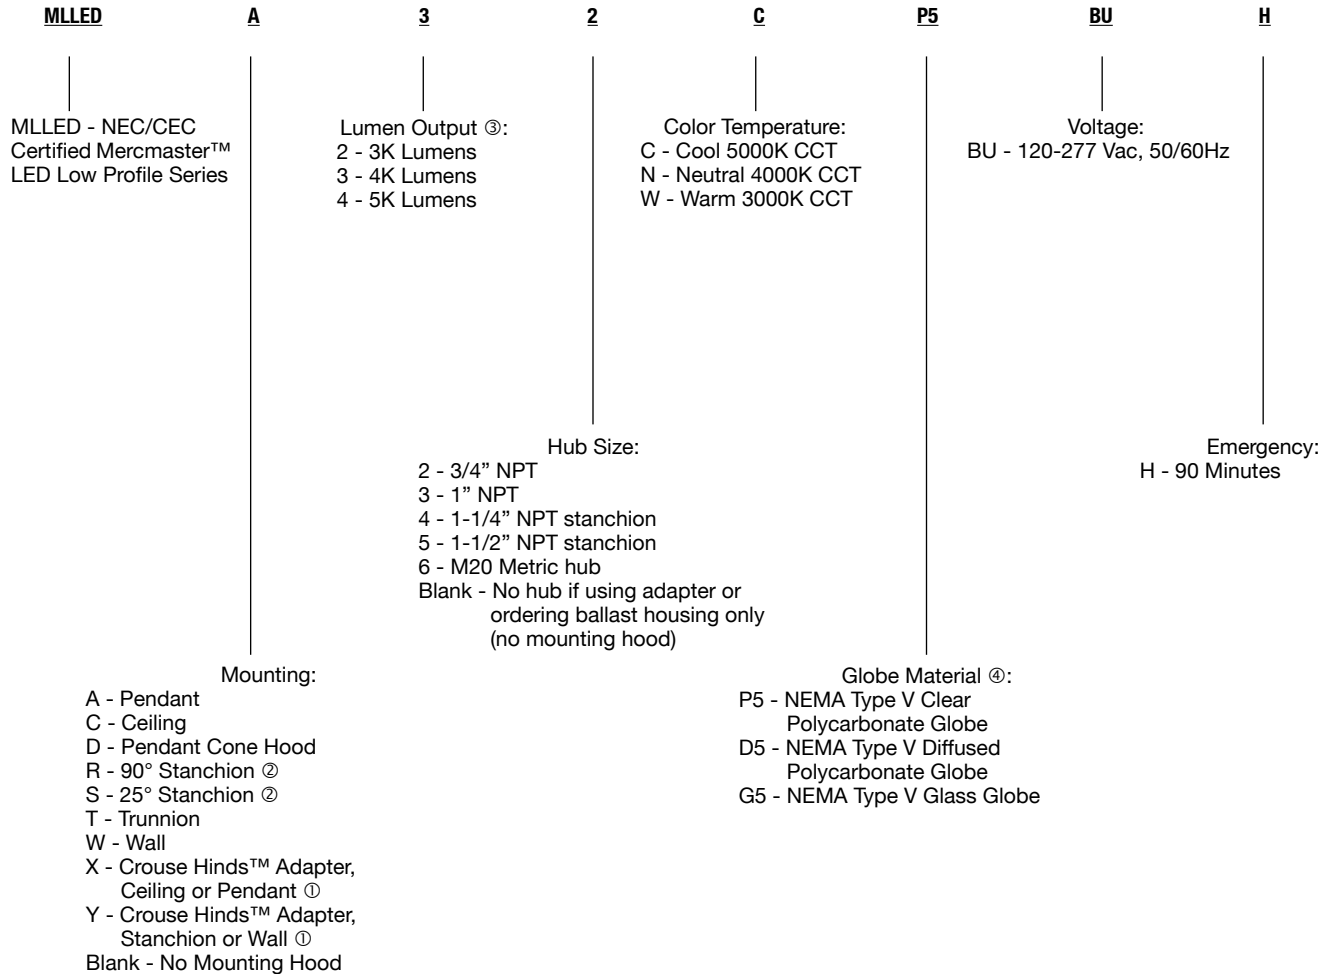 MLLED A 3 2 C P5 BU H
MLLED - NEC/CEC
Certified Mercmaster™
LED Low Profile Series
Lumen Output ③:
2 - 3K Lumens
3 - 4K Lumens
4 - 5K Lumens
Color Temperature:
C - Cool 5000K CCT
N - Neutral 4000K CCT
W - Warm 3000K CCT
Voltage:
BU - 120-277 Vac, 50/60Hz
Hub Size:
2 - 3/4” NPT
3 - 1” NPT
4 - 1-1/4” NPT stanchion
5 - 1-1/2” NPT stanchion
6 - M20 Metric hub
Blank - No hub if using adapter or
ordering ballast housing only
(no mounting hood)
Emergency:
H - 90 Minutes
Mounting:
A - Pendant
C - Ceiling
D - Pendant Cone Hood
R - 90° Stanchion ②
S - 25° Stanchion ②
T - Trunnion
W - Wall
X - Crouse Hinds™ Adapter,
Ceiling or Pendant ①
Y - Crouse Hinds™ Adapter,
Stanchion or Wall ①
Blank - No Mounting Hood
Globe Material ④:
P5 - NEMA Type V Clear
Polycarbonate Globe
D5 - NEMA Type V Diffused
Polycarbonate Globe
G5 - NEMA Type V Glass Globe